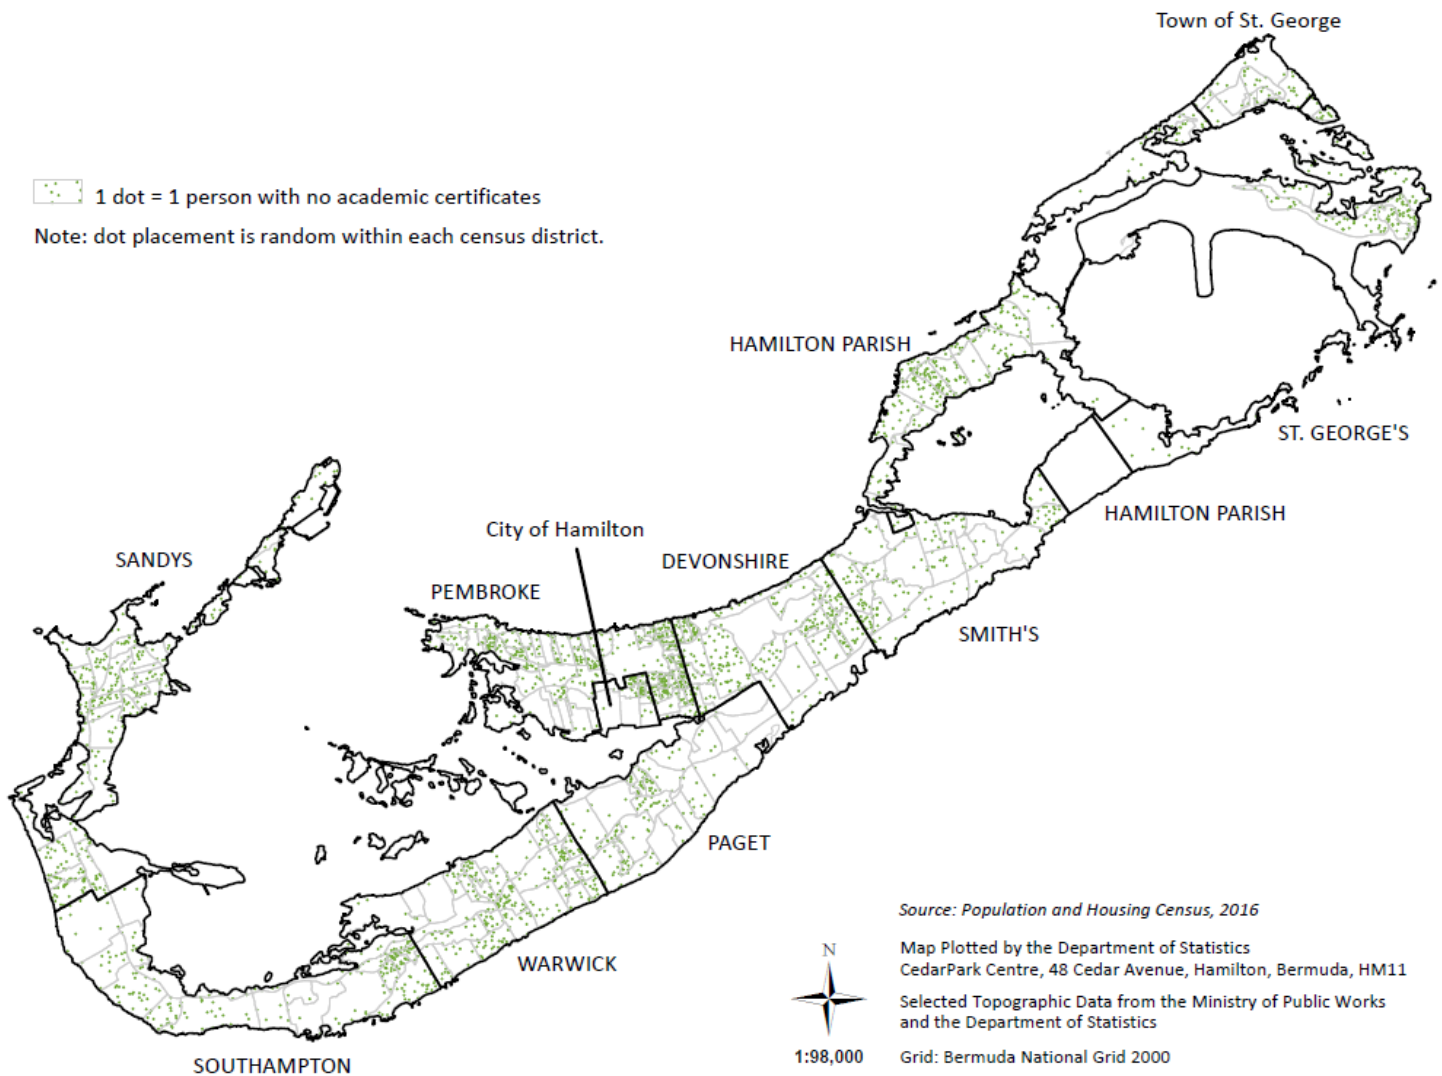 Town of St. George
1 dot = 1 person with no academic certificates
Note: dot placement is random within each census district.
HAMILTON PARISH
ST. GEORGE'S
HAMILTON PARISH
City of Hamilton
SANDYS
DEVONSHIRE
PEMBROKE
SMITH'S
PAGET
WARWICK
SOUTHAMPTON
Source: Population and Housing Census, 2016
N
Map Plotted by the Department of Statistics
CedarPark Centre, 48 Cedar Avenue, Hamilton, Bermuda, HM11
Selected Topographic Data from the Ministry of Public Works
and the Department of Statistics
1:98,000
Grid: Bermuda National Grid 2000